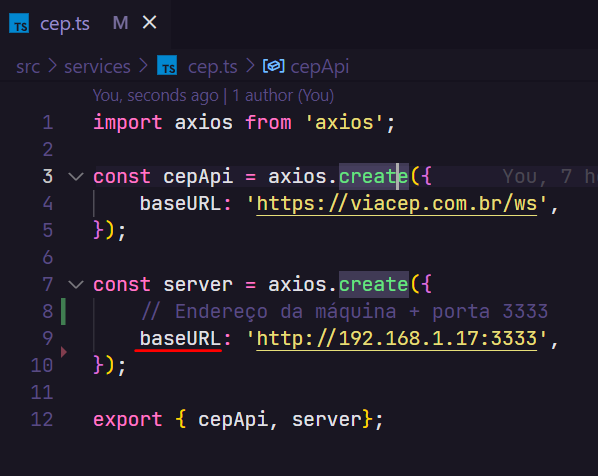 TS cep.ts M
src > services > TS cep.ts > cepApi
You, seconds ago | 1 author (You)
1 import axios from 'axios';
2
3 const cepApi = axios.create({ You, 7 h
4 baseURL: 'https://viacep.com.br/ws',
5 });
6
7 const server = axios.create({
8 // Endereço da máquina + porta 3333
9 baseURL: 'http://192.168.1.17:3333',
10 });
11
12 export { cepApi, server};